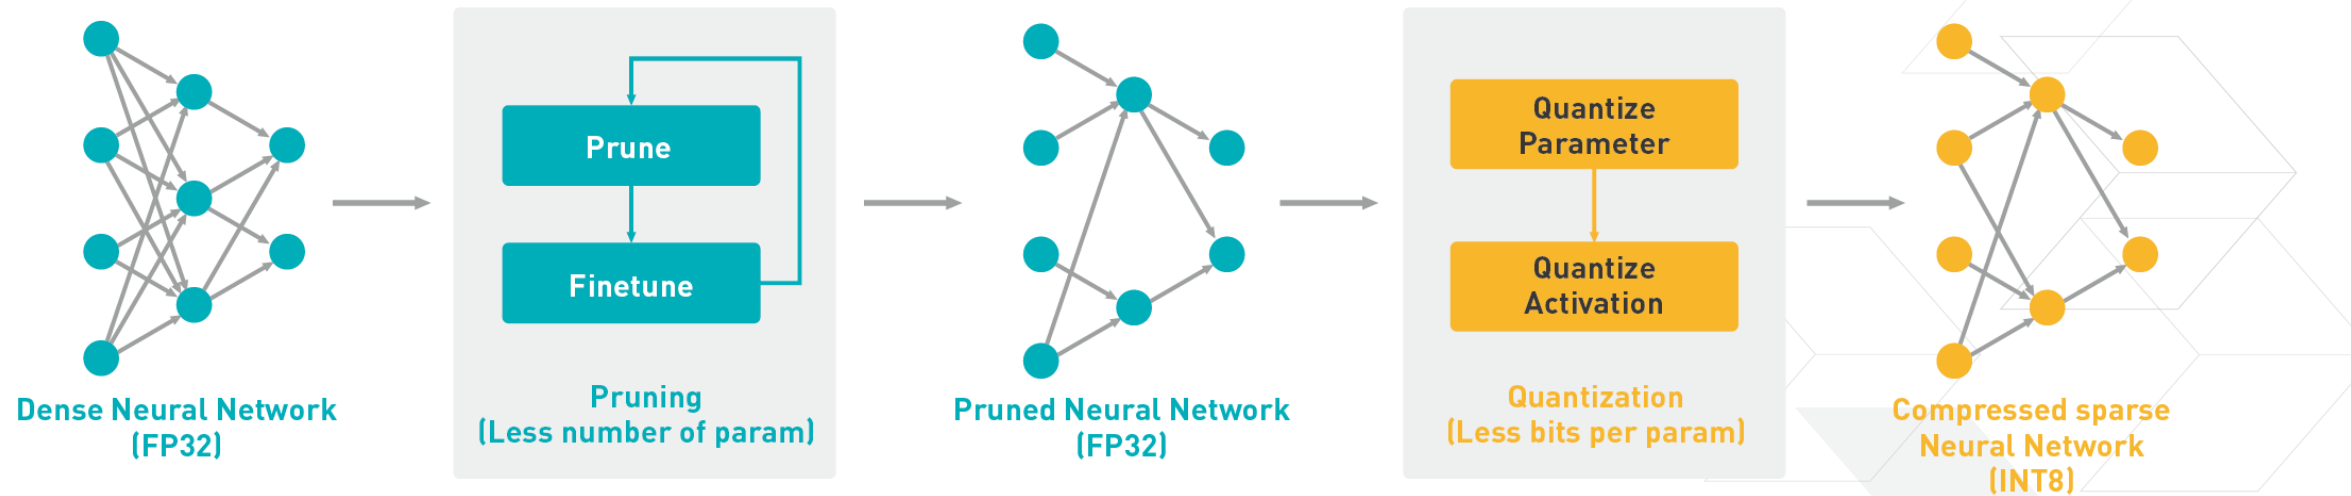 Dense Neural Network
(FP32)
Prune
Finetune
Pruning
(Less number of param)
Pruned Neural Network
(FP32)
Quantize
Parameter
Quantize
Activation
Quantization
(Less bits per param)
Compressed sparse
Neural Network
(INT8)